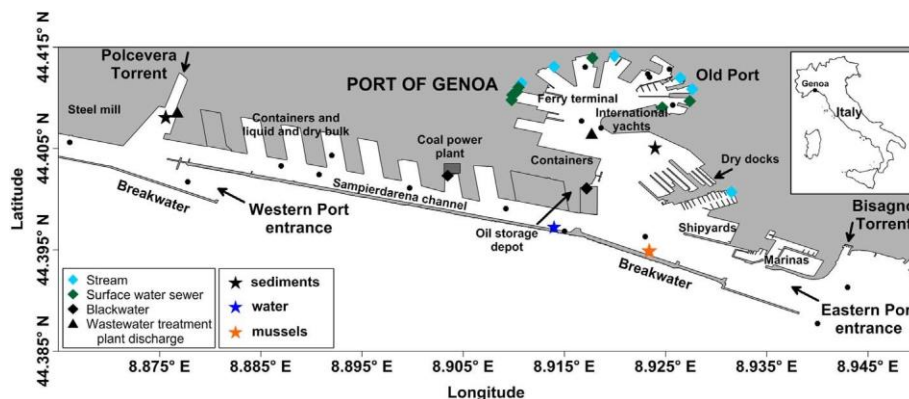 44.415° N
44.405° N
44.395° N
44.385° N
Latitude
Polcevera
Torrent
Steel mill
Containers and
liquid and dry bulk
PORT OF GENOA
Ferry terminal
Old Port
International
yachts
Coal power
plant
Containers
Dry docks
Sampierdarena channel
Breakwater
Western Port
entrance
Oil storage
depot
Shipyards
Marinas
Breakwater
Bisagno
Torrent
Eastern Port
entrance
Genoa
Italy
Stream
Surface water sewer
Blackwater
Wastewater treatment
plant discharge
sediments
water
mussels
8.875° E
8.885° E
8.895° E
8.905° E
8.915° E
8.925° E
8.935° E
8.945° E
Longitude